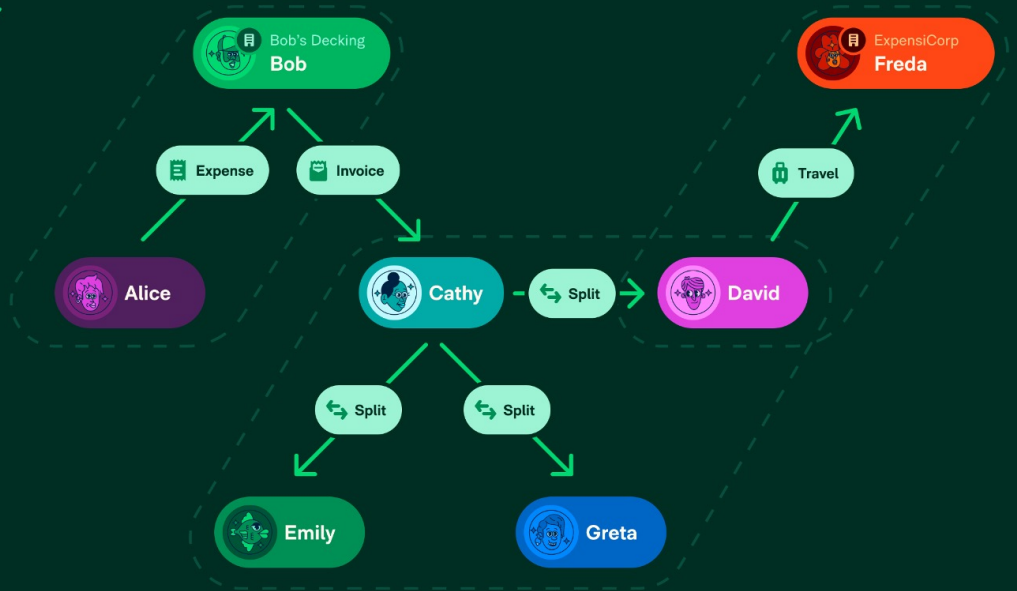 Bob's Decking
Bob
ExpensiCorp
Freda
Expense
Invoice
Travel
Alice
Cathy
Split
David
Split
Split
Emily
Greta